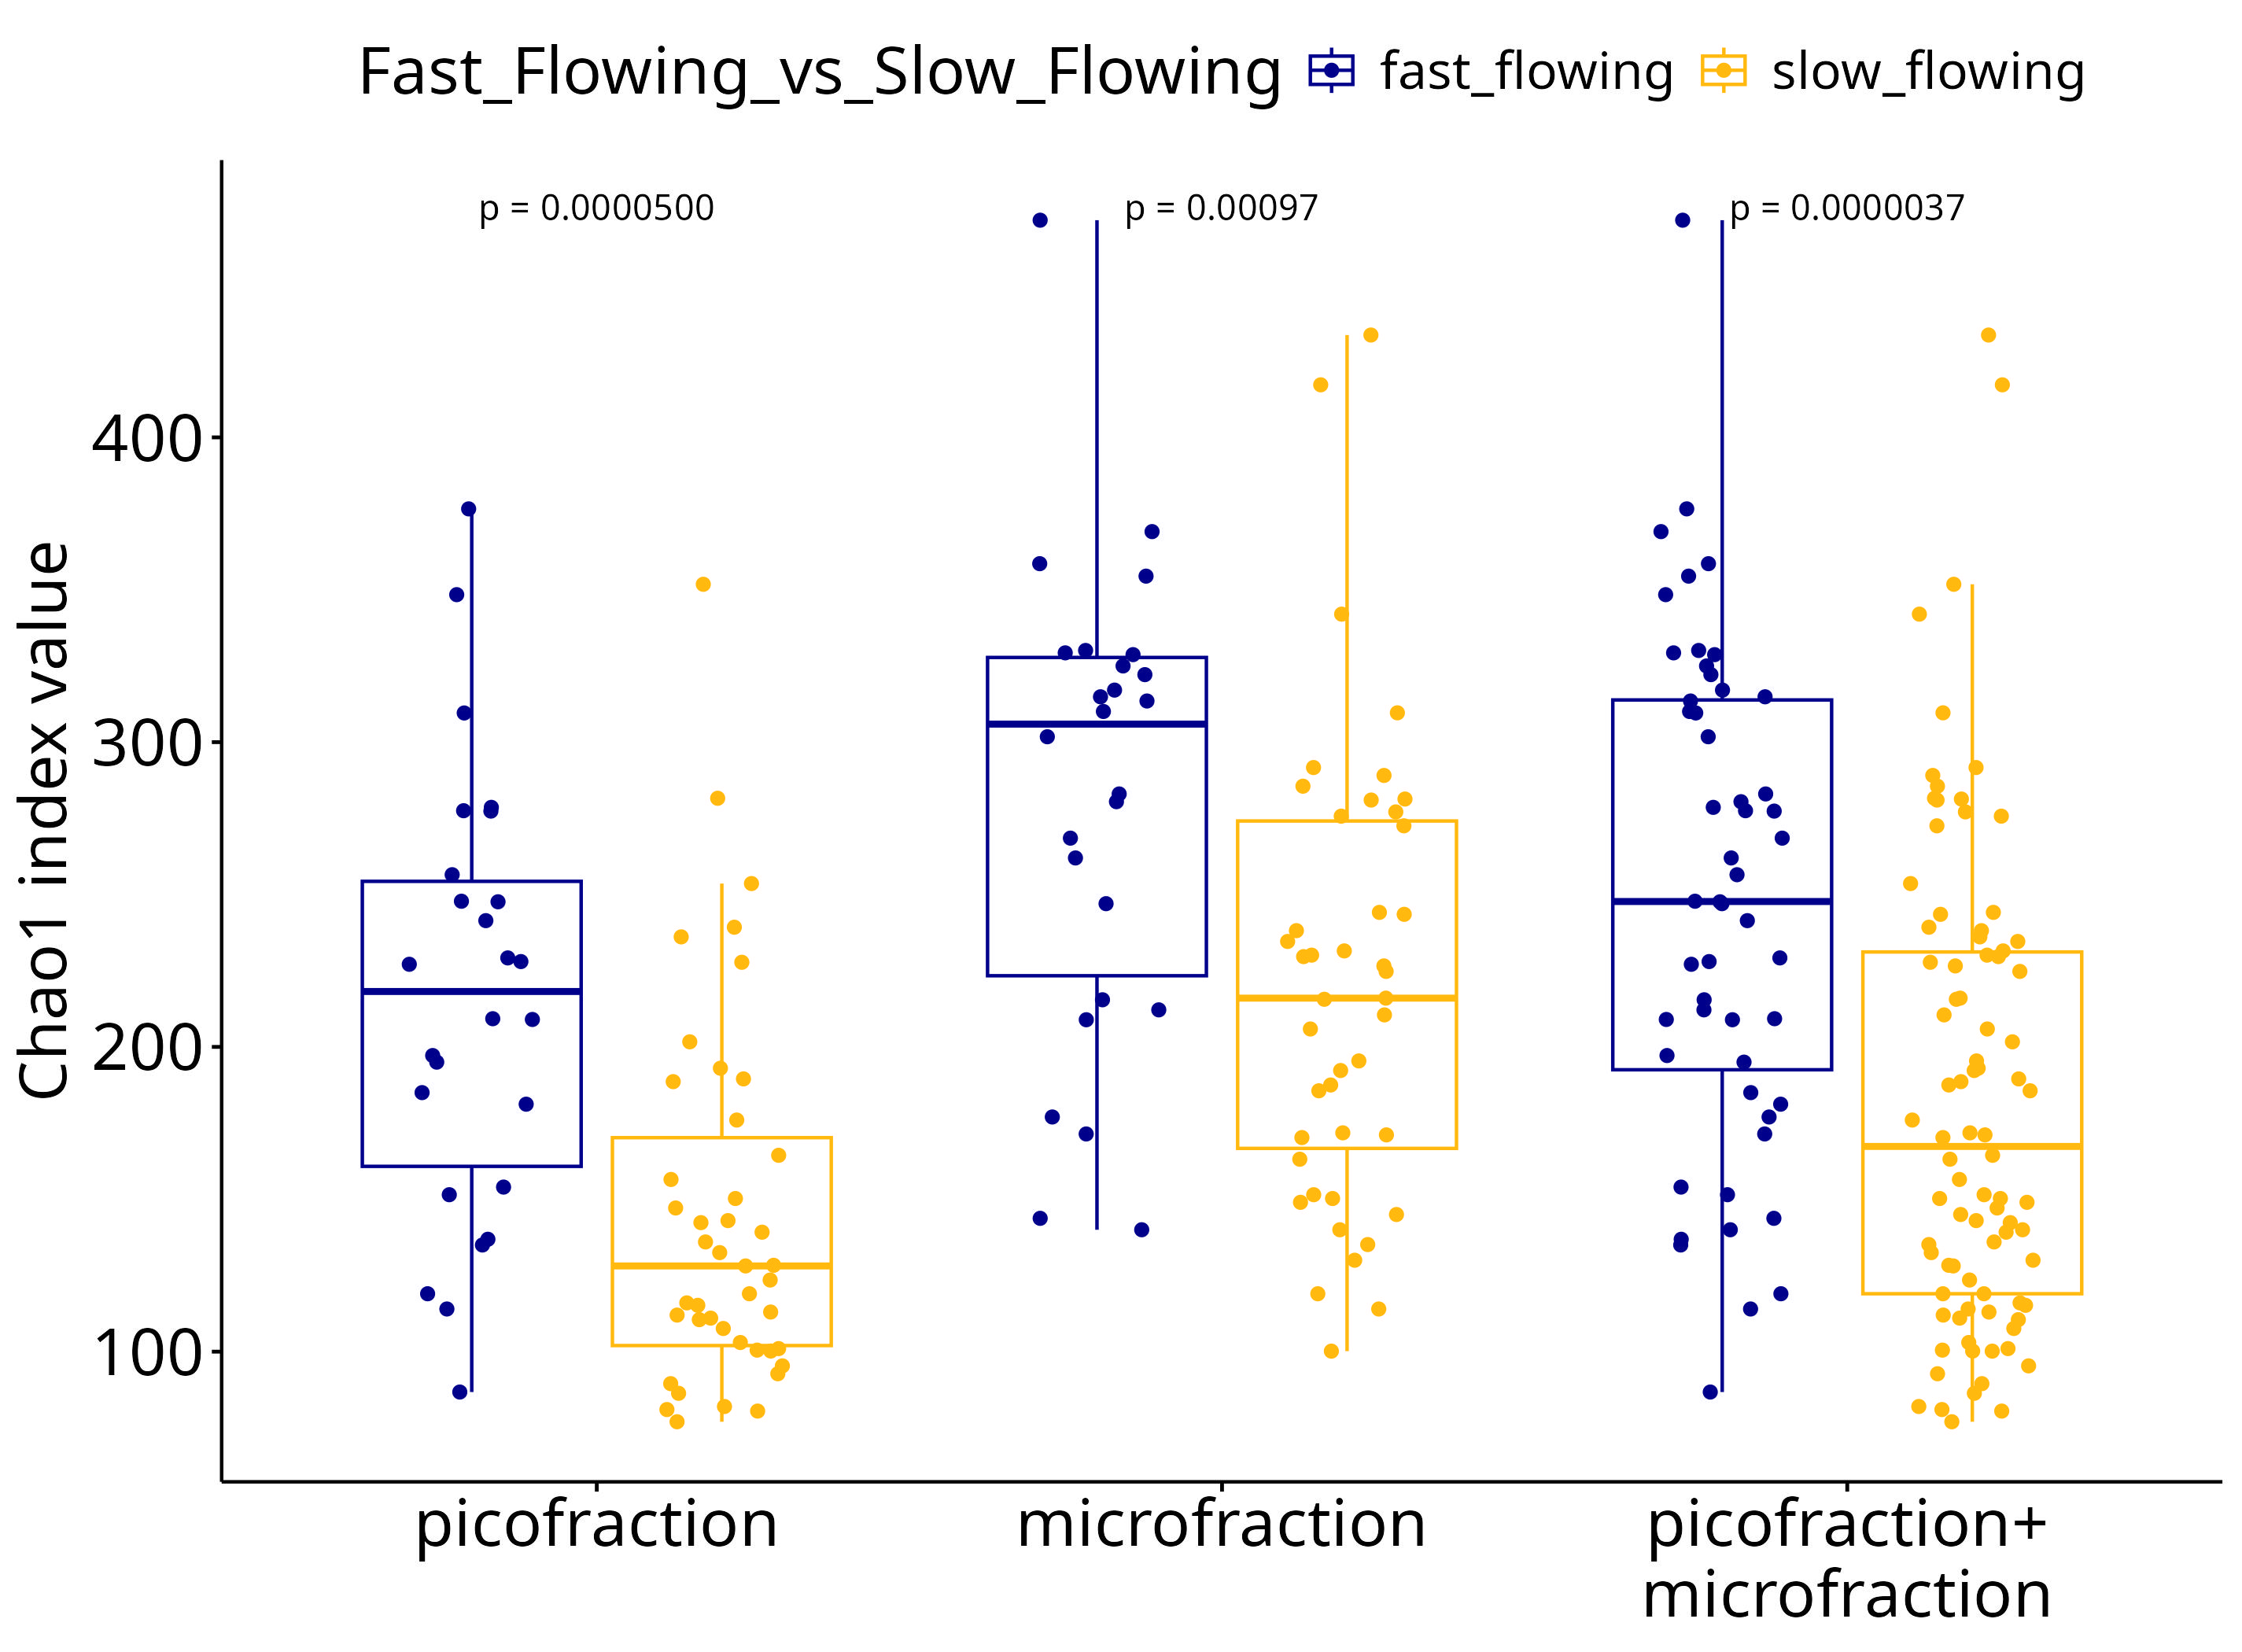 Fast_Flowing_vs_Slow_Flowing fast_flowing slow_flowing
p = 0.0000500 p = 0.00097 p = 0.0000037
Chao1 index value
400
300
200
100
picofraction microfraction picofraction+
microfraction